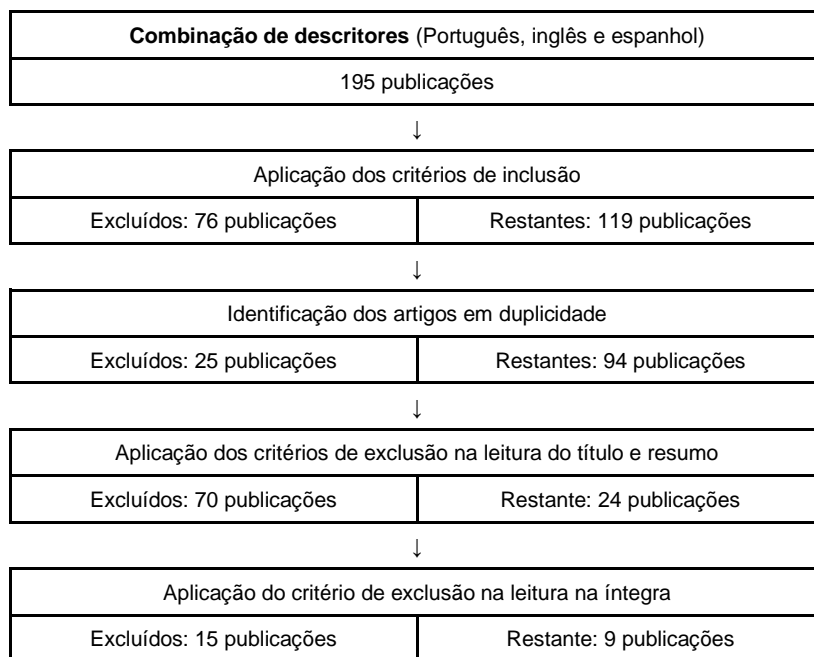 Combinação de descritores (Português, inglês e espanhol)
195 publicações
↓
Aplicação dos critérios de inclusão
Excluídos: 76 publicações Restantes: 119 publicações
↓
Identificação dos artigos em duplicidade
Excluídos: 25 publicações Restantes: 94 publicações
↓
Aplicação dos critérios de exclusão na leitura do título e resumo
Excluídos: 70 publicações Restante: 24 publicações
↓
Aplicação do critério de exclusão na leitura na íntegra
Excluídos: 15 publicações Restante: 9 publicações